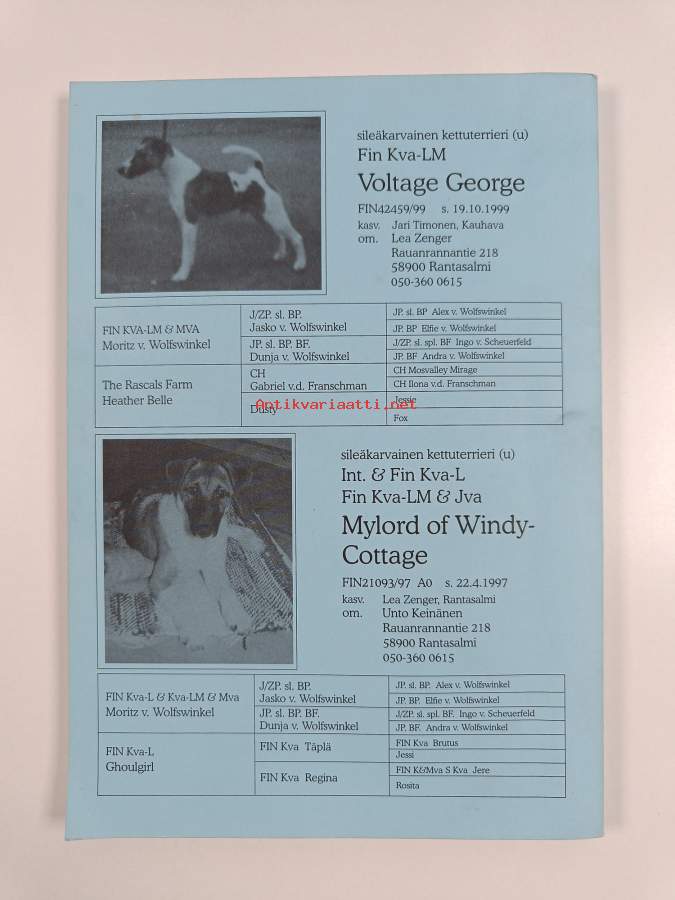 sileäkarvainen kettuterrieri (u)
Fin Kva-LM
Voltage George
FIN42459/99 s. 19.10.1999
kasv. Jari Timonen, Kauhava
om. Lea Zenger
Rauanrannantie 218
58900 Rantasalmi
050-360 0615
FIN KVA-LM & MVA
Moritz v. Wolfswinkel
J/ZP. sl. BP.
Jasko v. Wolfswinkel
JP. sl. BP. BF.
Dunja v. Wolfswinkel
JP. sl. BP Alex v. Wolfswinkel
JP. BP Elfie v. Wolfswinkel
J/ZP. sl. spl. BF Ingo v. Scheuerfeld
JP. BF Andra v. Wolfswinkel
The Rascals Farm
Heather Belle
CH
Gabriel v.d. Franschman
Dusty
CH Mosvalley Mirage
CH Ilona v.d. Franschman
Jessie
Fox
Antikvariaatti.net
sileäkarvainen kettuterrieri (u)
Int. & Fin Kva-L
Fin Kva-LM & Jva
Mylord of Windy-
Cottage
FIN21093/97 A0 s. 22.4.1997
kasv. Lea Zenger, Rantasalmi
om. Unto Keinänen
Rauanrannantie 218
58900 Rantasalmi
050-360 0615
FIN Kva-L & Kva-LM & Mva
Moritz v. Wolfswinkel
J/ZP. sl. BP.
Jasko v. Wolfswinkel
JP. sl. BP. BF.
Dunja v. Wolfswinkel
JP. sl. BP. Alex v. Wolfswinkel
JP. BP. Elfie v. Wolfswinkel
J/ZP. sl. spl. BF. Ingo v. Scheuerfeld
JP. BF. Andra v. Wolfswinkel
FIN Kva-L
Ghoulgirl
FIN Kva Täplä
FIN Kva Regina
FIN Kva Brutus
Jessi
FIN K&Mva S Kva Jere
Rosita